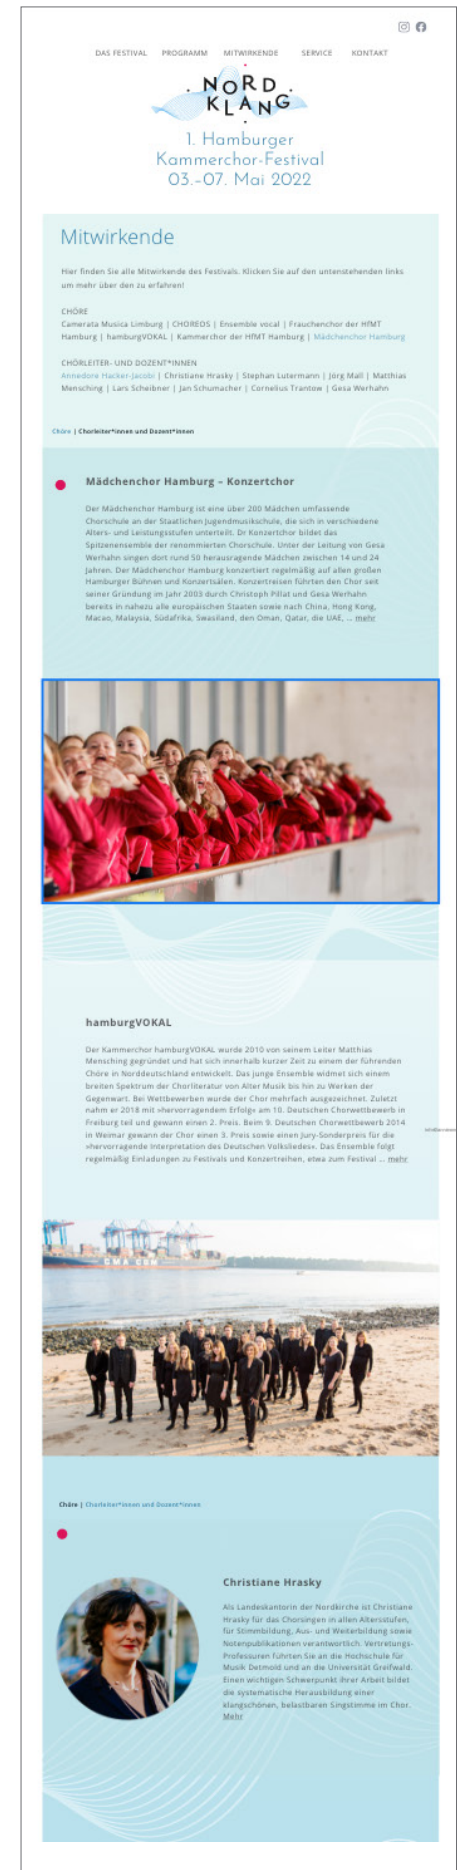 DAS FESTIVAL PROGRAMM MITWIRKENDE SERVICE KONTAKT
NORD
KLANG
1. Hamburger
Kammerchor-Festival
03.–07. Mai 2022
Mitwirkende
Hier finden Sie alle Mitwirkende des Festivals. Klicken Sie auf den untenstehenden links
um mehr über den zu erfahren!
CHÖRE
Camerata Musica Limburg | CHOREOS | Ensemble vocal | Frauenchor der HfMT
Hamburg | hamburgVOKAL | Kammerchor der HfMT Hamburg | Mädchenchor Hamburg
CHÖRLEITER- UND DOZENT*INNEN
Annedore Hacker-Jacobi | Christiane Hrasky | Stephan Lutermann | Jörg Mall | Matthias
Mensching | Lars Scheibner | Jan Schumacher | Cornelius Trantow | Gesa Werhahn
Chöre | Chorleiter*innen und Dozent*innen
Mädchenchor Hamburg – Konzertchor
Der Mädchenchor Hamburg ist eine über 200 Mädchen umfassende
Chorschule an der Staatlichen Jugendmusikschule, die sich in verschiedene
Alters- und Leistungsstufen unterteilt. Dr Konzertchor bildet das
Spitzenensemble der renommierten Chorschule. Unter der Leitung von Gesa
Werhahn singen dort rund 50 herausragende Mädchen zwischen 14 und 24
Jahren. Der Mädchenchor Hamburg konzertiert regelmäßig auf allen großen
Hamburger Bühnen und Konzertsälen. Konzertreisen führten den Chor seit
seiner Gründung im Jahr 2003 durch Christoph Pillat und Gesa Werhahn
bereits in nahezu alle europäischen Staaten sowie nach China, Hong Kong,
Macao, Malaysia, Südafrika, Swasiland, den Oman, Qatar, die UAE, ... mehr
hamburgVOKAL
Der Kammerchor hamburgVOKAL wurde 2010 von seinem Leiter Matthias
Mensching gegründet und hat sich innerhalb kurzer Zeit zu einem der führenden
Chöre in Norddeutschland entwickelt. Das junge Ensemble widmet sich einem
breiten Spektrum der Chorliteratur von Alter Musik bis hin zu Werken der
Gegenwart. Bei Wettbewerben wurde der Chor mehrfach ausgezeichnet. Zuletzt
nahm er 2018 mit »hervorragendem Erfolg« am 10. Deutschen Chorwettbewerb in
Freiburg teil und gewann einen 2. Preis. Beim 9. Deutschen Chorwettbewerb 2014
in Weimar gewann der Chor einen 3. Preis sowie einen Jury-Sonderpreis für die
»hervorragende Interpretation des Deutschen Volksliedes«. Das Ensemble folgt
regelmäßig Einladungen zu Festivals und Konzertreihen, etwa zum Festival ... mehr
CMA CGM
Chöre | Chorleiter*innen und Dozent*innen
Christiane Hrasky
Als Landeskantorin der Nordkirche ist Christiane
Hrasky für das Chorsingen in allen Altersstufen,
für Stimmbildung, Aus- und Weiterbildung sowie
Notenpublikationen verantwortlich. Vertretungs-
Professuren führten Sie an die Hochschule für
Musik Detmold und an die Universität Greifwald.
Einen wichtigen Schwerpunkt ihrer Arbeit bildet
die systematische Herausbildung einer
klangschönen, belastbaren Singstimme im Chor.
Mehr